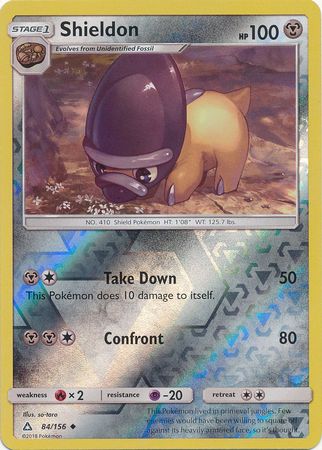 STAGE 1
Shieldon
HP 100
Evolves from Unidentified Fossil
NO. 410 Shield Pokémon HT: 1'08" WT: 125.7 lbs.
Take Down 50
This Pokémon does 10 damage to itself.
Confront 80
weakness ×2 resistance -20 retreat
Illus. so-taro
84/156
©2018 Pokémon
This Pokémon lived in primeval jungles. Few
enemies would have been willing to square off
against its heavily armored face, so it's thought.